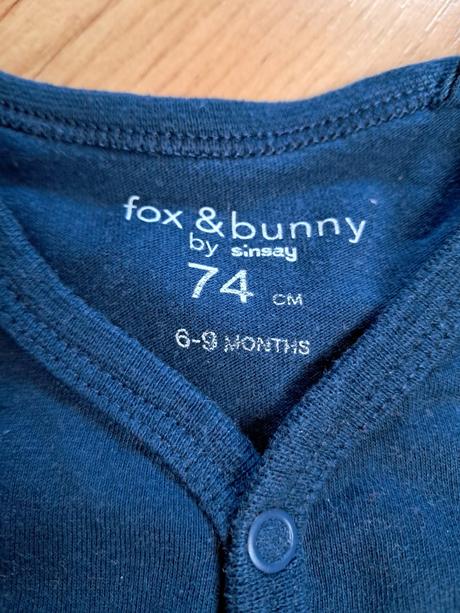 fox & bunny
by sinsay
74 CM
6-9 MONTHS